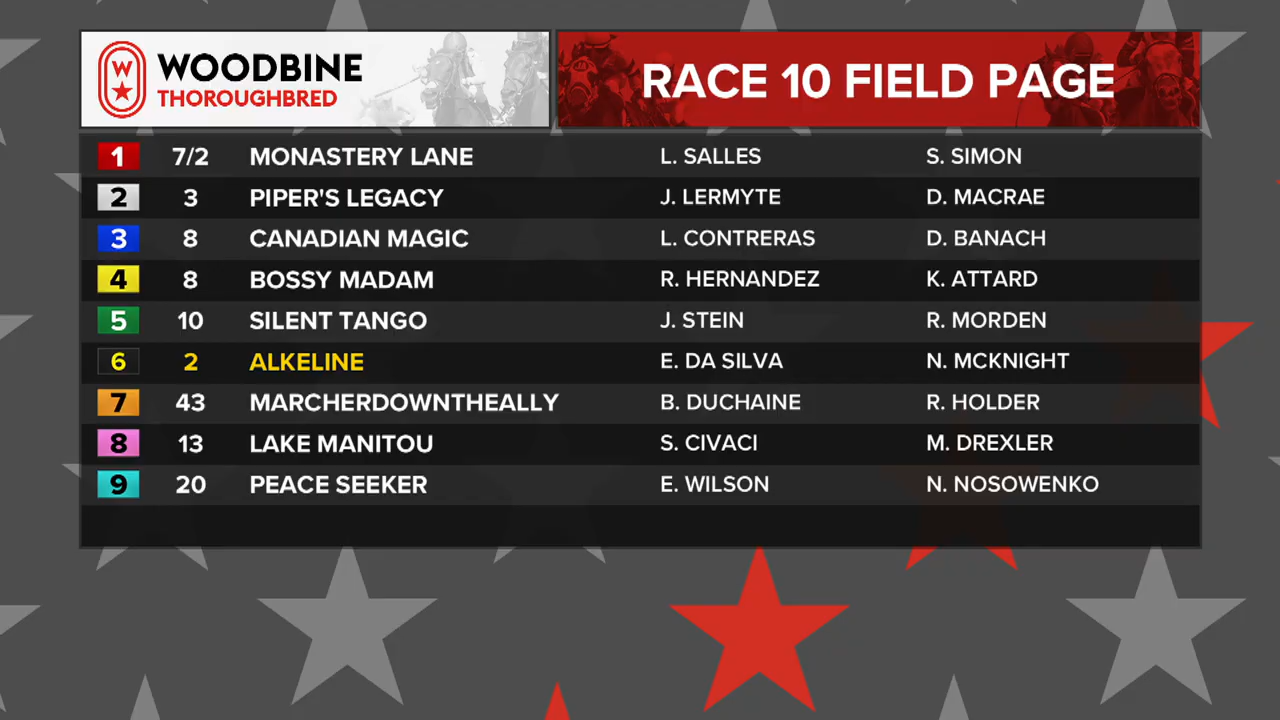 W
WOODBINE
THOROUGHBRED
RACE 10 FIELD PAGE
1 7/2 MONASTERY LANE L. SALLES S. SIMON
2 3 PIPER'S LEGACY J. LERMYTE D. MACRAE
3 8 CANADIAN MAGIC L. CONTRERAS D. BANACH
4 8 BOSSY MADAM R. HERNANDEZ K. ATTARD
5 10 SILENT TANGO J. STEIN R. MORDEN
6 2 ALKELINE E. DA SILVA N. MCKNIGHT
7 43 MARCHERDOWNTHEALLY B. DUCHAINE R. HOLDER
8 13 LAKE MANITOU S. CIVACI M. DREXLER
9 20 PEACE SEEKER E. WILSON N. NOSOWENKO